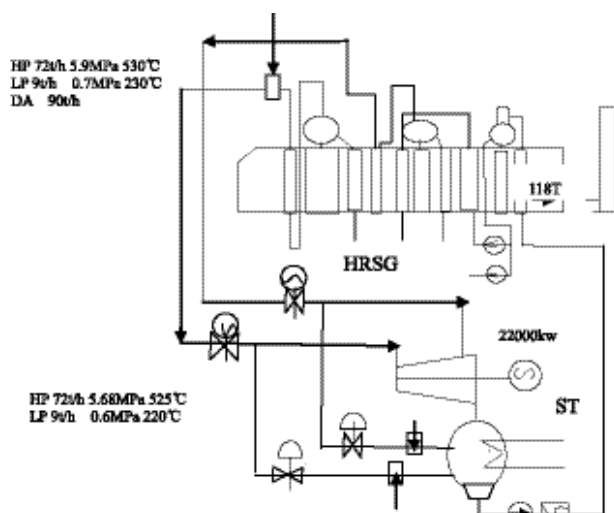 HP 72t/h 5.9MPa 530℃
LP 9t/h 0.7MPa 230℃
DA 90t/h
118T
HRSG
22000kw
S
ST
HP 72t/h 5.68MPa 525℃
LP 9t/h 0.6MPa 220℃